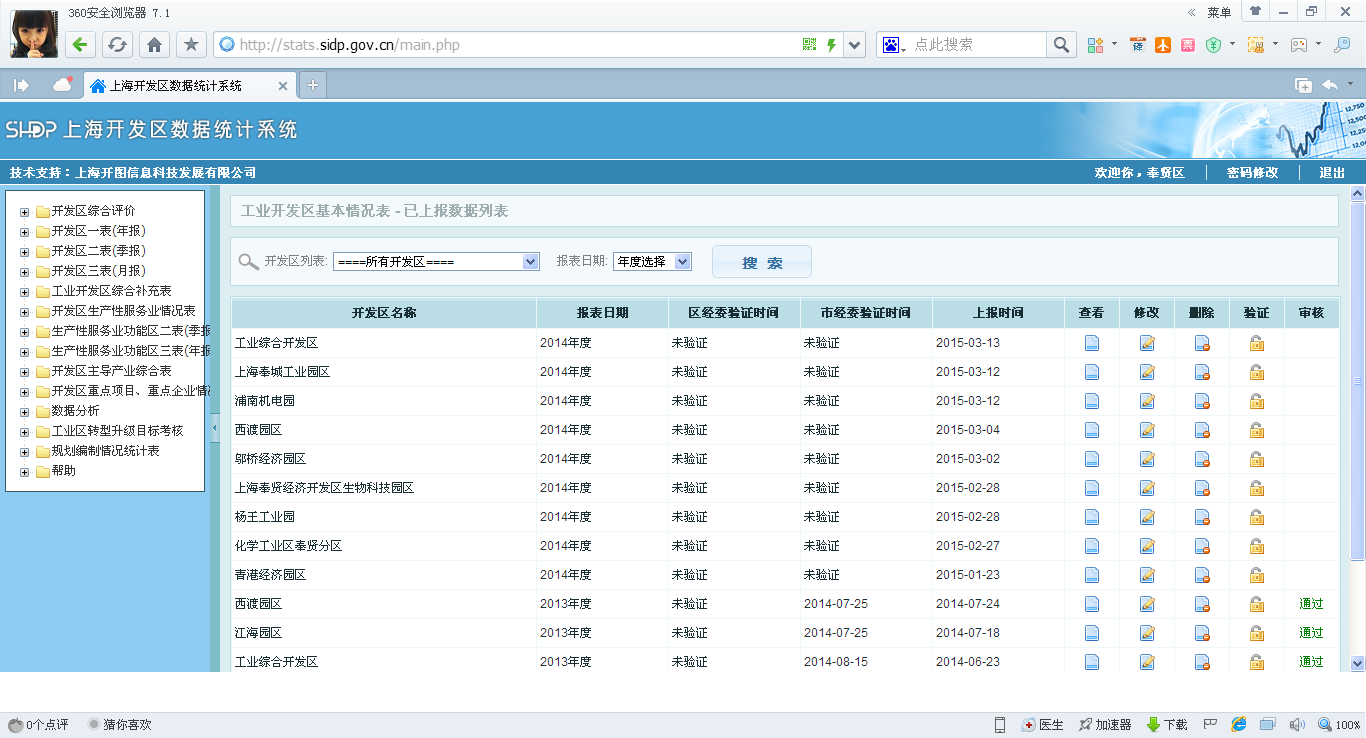 360安全浏览器 7.1
菜单
http://stats.sidp.gov.cn/main.php
点此搜索
译
票
上海开发区数据统计系统
SHDP 上海开发区数据统计系统
12,750
12,500
12,25
12,0
技术支持：上海开图信息科技发展有限公司
欢迎你，奉贤区
密码修改
退出
开发区综合评价
开发区一表(年报)
开发区二表(季报)
开发区三表(月报)
工业开发区综合补充表
开发区生产性服务业情况表
生产性服务业功能区二表(季报
生产性服务业功能区三表(年报
开发区主导产业综合表
开发区重点项目、重点企业情
数据分析
工业区转型升级目标考核
规划编制情况统计表
帮助
工业开发区基本情况表 - 已上报数据列表
开发区列表: ====所有开发区==== 报表日期: 年度选择 搜 索
开发区名称 报表日期 区经委验证时间 市经委验证时间 上报时间 查看 修改 删除 验证 审核
工业综合开发区 2014年度 未验证 未验证 2015-03-13
上海奉城工业园区 2014年度 未验证 未验证 2015-03-12
浦南机电园 2014年度 未验证 未验证 2015-03-12
西渡园区 2014年度 未验证 未验证 2015-03-04
邬桥经济园区 2014年度 未验证 未验证 2015-03-02
上海奉贤经济开发区生物科技园区 2014年度 未验证 未验证 2015-02-28
杨王工业园 2014年度 未验证 未验证 2015-02-28
化学工业区奉贤分区 2014年度 未验证 未验证 2015-02-27
青港经济园区 2014年度 未验证 未验证 2015-01-23
西渡园区 2013年度 未验证 2014-07-25 2014-07-24 通过
江海园区 2013年度 未验证 2014-07-25 2014-07-18 通过
工业综合开发区 2013年度 未验证 2014-08-15 2014-06-23 通过
0个点评
猜你喜欢
医生
加速器
下载
100%